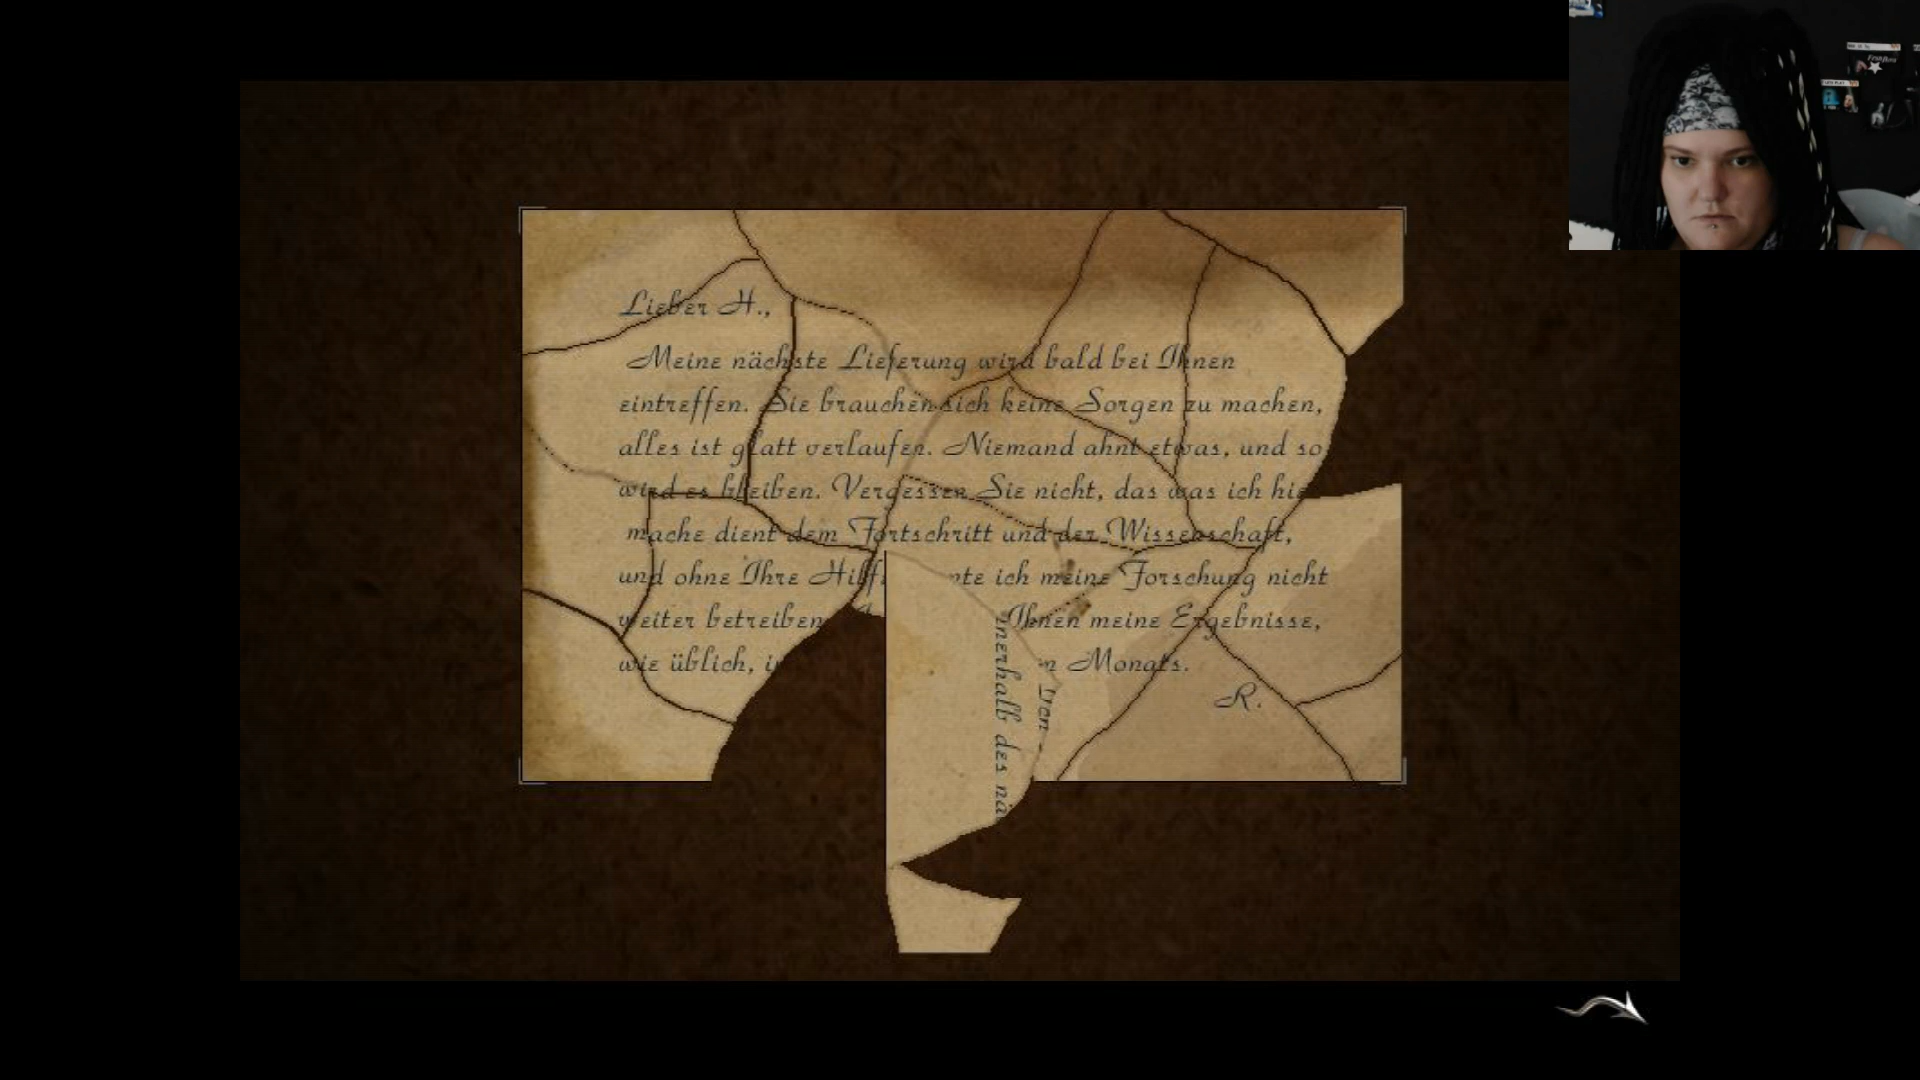 Lieber H.,
Meine nächste Lieferung wird bald bei Ihnen
eintreffen. Sie brauchen sich keine Sorgen zu machen,
alles ist glatt verlaufen. Niemand ahnt etwas, und so
wird es bleiben. Vergessen Sie nicht, das was ich hie
mache dient dem Fortschritt und der Wissenschaft,
und ohne Ihre Hilf nte ich meine Forschung nicht
weiter betreiben Ihnen meine Ergebnisse,
wie üblich, i n Monats.
R.
nnerhalb des nä